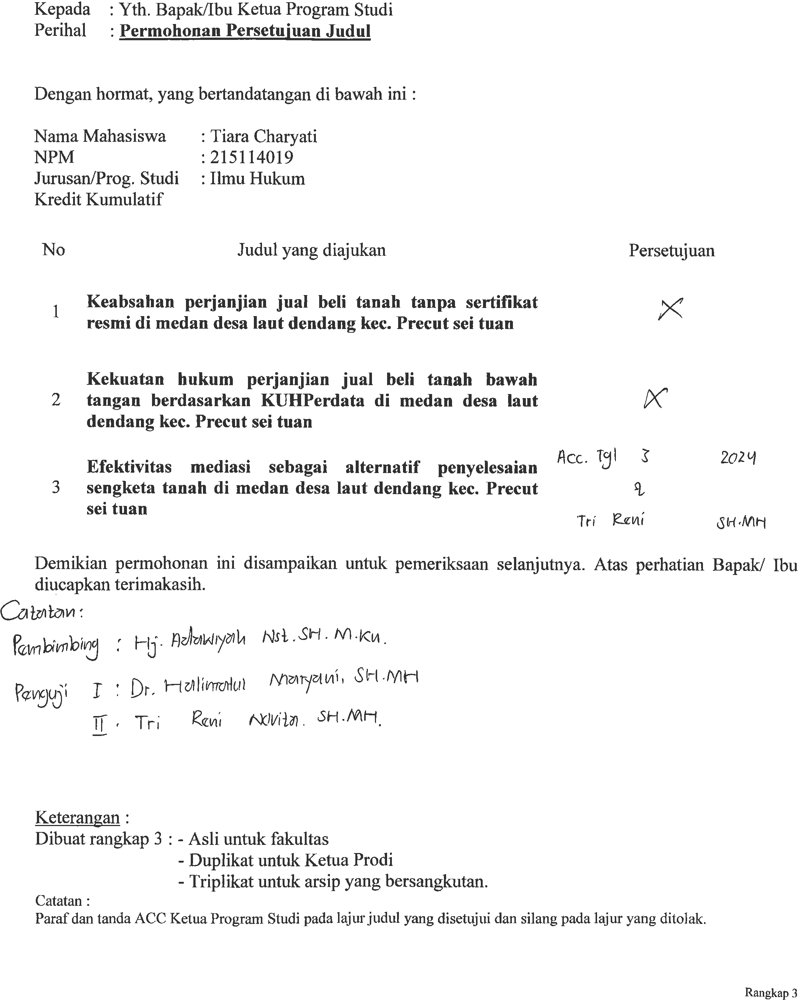 Kepada : Yth. Bapak/Ibu Ketua Program Studi
Perihal : Permohonan Persetujuan Judul
Dengan hormat, yang bertandatangan di bawah ini :
Nama Mahasiswa : Tiara Charyati
NPM : 215114019
Jurusan/Prog. Studi : Ilmu Hukum
Kredit Kumulatif
No Judul yang diajukan Persetujuan
1 Keabsahan perjanjian jual beli tanah tanpa sertifikat
resmi di medan desa laut dendang kec. Precut sei tuan
2 Kekuatan hukum perjanjian jual beli tanah bawah
tangan berdasarkan KUHPerdata di medan desa laut
dendang kec. Precut sei tuan
3 Efektivitas mediasi sebagai alternatif penyelesaian
sengketa tanah di medan desa laut dendang kec. Precut
sei tuan
Acc. Tgl 3 2024
Tri Reni SH.MH
Demikian permohonan ini disampaikan untuk pemeriksaan selanjutnya. Atas perhatian Bapak/ Ibu
diucapkan terimakasih.
Catatan :
Pembimbing : Hj. Adawiyah Nst. SH. M.Kn.
Penguji I : Dr. Halimatul Maryani, SH.MH
II . Tri Reni Novita. SH.MH.
Keterangan :
Dibuat rangkap 3 : - Asli untuk fakultas
- Duplikat untuk Ketua Prodi
- Triplikat untuk arsip yang bersangkutan.
Catatan :
Paraf dan tanda ACC Ketua Program Studi pada lajur judul yang disetujui dan silang pada lajur yang ditolak.
Rangkap 3